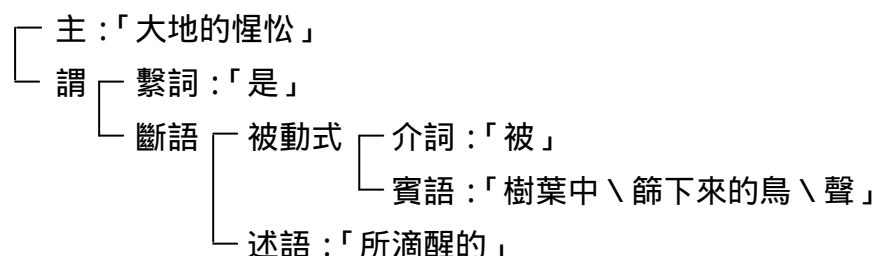 主:「大地的惺忪」
謂 繫詞:「是」
斷語 被動式 介詞:「被」
賓語:「樹葉中\篩下來的鳥\聲」
述語:「所滴醒的」